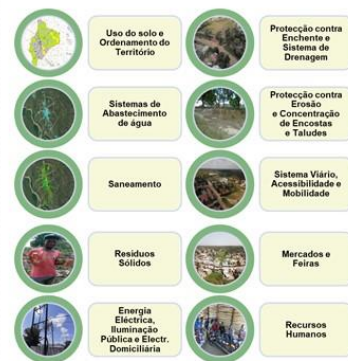 Uso do solo e
Ordenamento do
Território
Protecção contra
Enchente e
Sistema de
Drenagem
Sistemas de
Abastecimento
de água
Protecção contra
Erosão
e Concentração
de Encostas
e Taludes
Saneamento
Sistema Viário,
Acessibilidade e
Mobilidade
Resíduos
Sólidos
Mercados e
Feiras
Energia
Eléctrica,
Iluminação
Pública e Electr.
Domiciliária
Recursos
Humanos